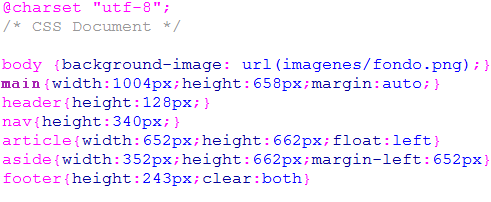 @charset "utf-8";
/* CSS Document */
body {background-image: url(imagenes/fondo.png);}
main{width:1004px;height:658px;margin:auto;}
header{height:128px;}
nav{height:340px;}
article{width:652px;height:662px;float:left}
aside{width:352px;height:662px;margin-left:652px}
footer{height:243px;clear:both}